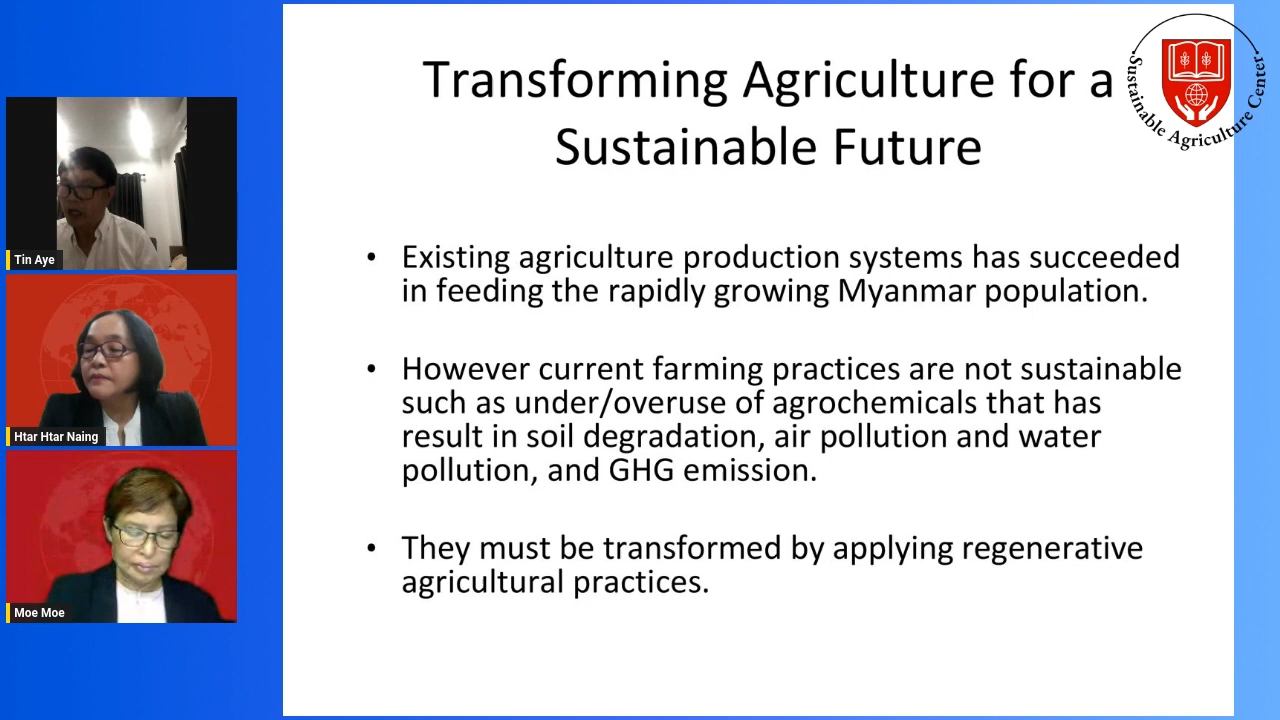 Transforming Agriculture for a
Sustainable Future
Sustainable Agriculture Center
• Existing agriculture production systems has succeeded
in feeding the rapidly growing Myanmar population.
• However current farming practices are not sustainable
such as under/overuse of agrochemicals that has
result in soil degradation, air pollution and water
pollution, and GHG emission.
• They must be transformed by applying regenerative
agricultural practices.
Tin Aye
Htar Htar Naing
Moe Moe